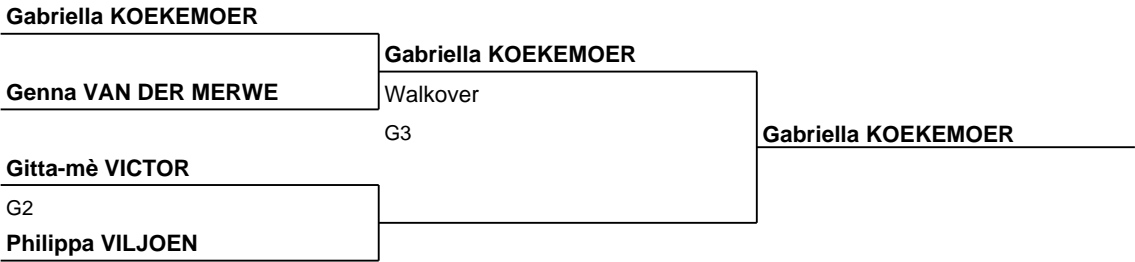 Gabriella KOEKEMOER
Gabriella KOEKEMOER
Genna VAN DER MERWE
Walkover
G3
Gabriella KOEKEMOER
Gitta-mè VICTOR
G2
Philippa VILJOEN